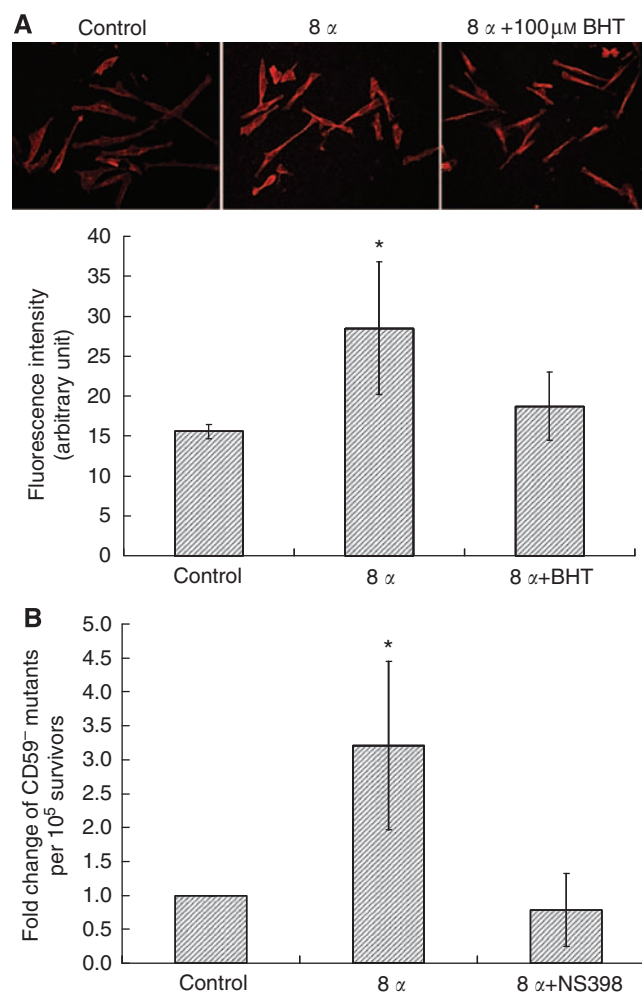 A
Control
8 α
8 α +100 μM BHT
Fluorescence intensity
(arbitrary unit)
40
35
30
25
20
15
10
5
0
*
Control
8 α
8 α+BHT
B
Fold change of CD59⁻ mutants
per 10⁵ survivors
5.0
4.5
4.0
3.5
3.0
2.5
2.0
1.5
1.0
0.5
0.0
*
Control
8 α
8 α+NS398